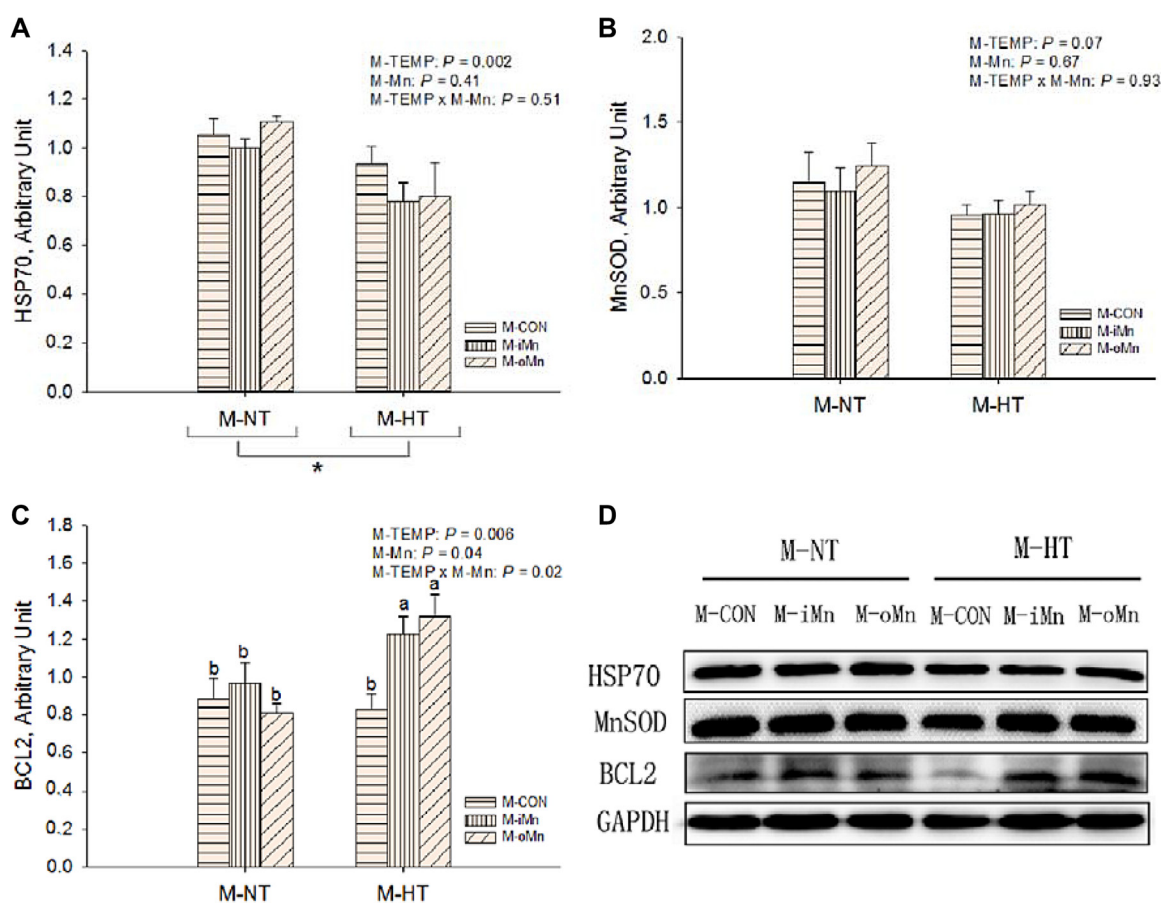 A
1.4
1.2
1.0
0.8
0.6
0.4
0.2
0.0
HSP70, Arbitrary Unit
M-TEMP: P = 0.002
M-Mn: P = 0.41
M-TEMP x M-Mn: P = 0.51
M-CON
M-iMn
M-oMn
M-NT
M-HT
*
B
2.0
1.5
1.0
0.5
0.0
MnSOD, Arbitrary Unit
M-TEMP: P = 0.07
M-Mn: P = 0.67
M-TEMP x M-Mn: P = 0.93
M-CON
M-iMn
M-oMn
M-NT
M-HT
C
1.8
1.6
1.4
1.2
1.0
0.8
0.6
0.4
0.2
0.0
BCL2, Arbitrary Unit
M-TEMP: P = 0.006
M-Mn: P = 0.04
M-TEMP x M-Mn: P = 0.02
b
b
b
b
a
a
M-CON
M-iMn
M-oMn
M-NT
M-HT
D
M-NT
M-HT
M-CON M-iMn M-oMn M-CON M-iMn M-oMn
HSP70
MnSOD
BCL2
GAPDH